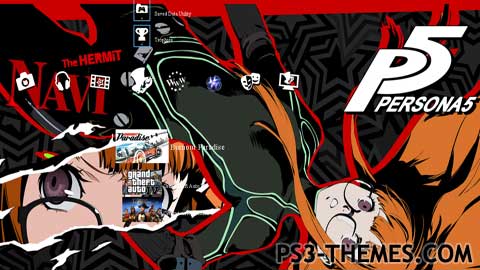 Saved Data Utility
The HERMIT
NAVI
P5
PERSONA5
Paradise
Burnout Paradise
grand
theft
auto
PS3-THEMES.COM